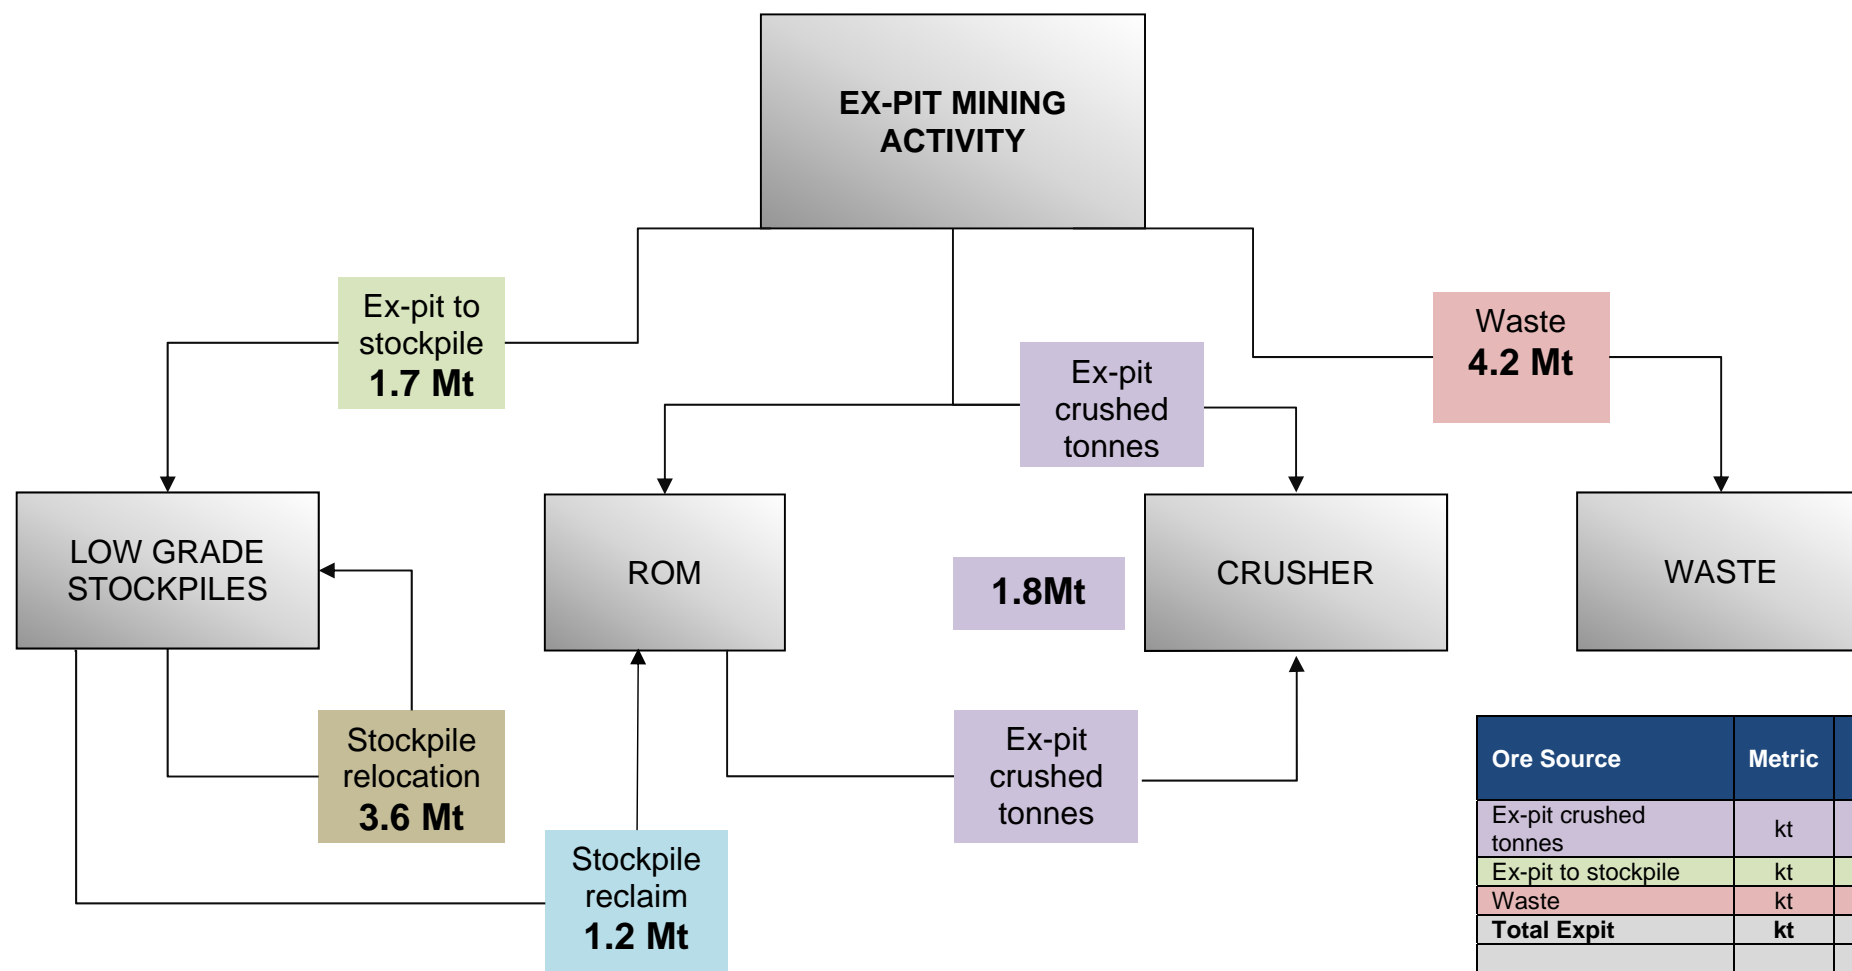 EX-PIT MINING
ACTIVITY
Ex-pit to
stockpile
1.7 Mt
Ex-pit
crushed
tonnes
Waste
4.2 Mt
LOW GRADE
STOCKPILES
ROM
1.8Mt
CRUSHER
WASTE
Stockpile
relocation
3.6 Mt
Ex-pit
crushed
tonnes
Stockpile
reclaim
1.2 Mt
Ore Source Metric
Ex-pit crushed
tonnes kt
Ex-pit to stockpile kt
Waste kt
Total Expit kt